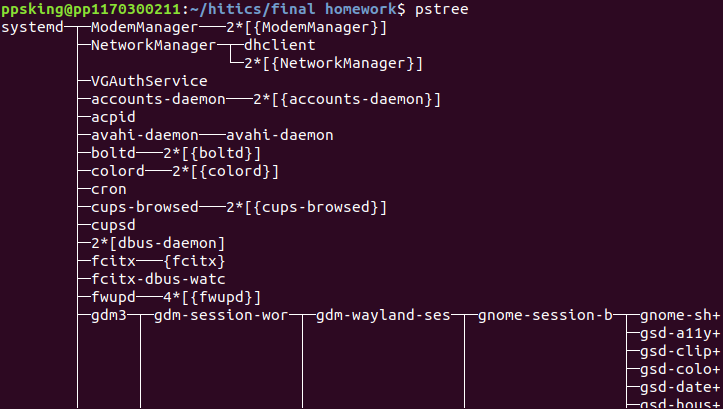 ppsking@pp1170300211:~/hitics/final homework$ pstree
systemd─┬─ModemManager───2*[{ModemManager}]
        ├─NetworkManager─┬─dhclient
        │                └─2*[{NetworkManager}]
        ├─VGAuthService
        ├─accounts-daemon───2*[{accounts-daemon}]
        ├─acpid
        ├─avahi-daemon───avahi-daemon
        ├─boltd───2*[{boltd}]
        ├─colord───2*[{colord}]
        ├─cron
        ├─cups-browsed───2*[{cups-browsed}]
        ├─cupsd
        ├─2*[dbus-daemon]
        ├─fcitx───{fcitx}
        ├─fcitx-dbus-watc
        ├─fwupd───4*[{fwupd}]
        ├─gdm3─┬─gdm-session-wor─┬─gdm-wayland-ses─┬─gnome-session-b─┬─gnome-sh+
        │      │                 │                 │                 ├─gsd-a11y+
        │      │                 │                 │                 ├─gsd-clip+
        │      │                 │                 │                 ├─gsd-colo+
        │      │                 │                 │                 ├─gsd-date+
        │      │                 │                 │                 ├─gsd-hous+